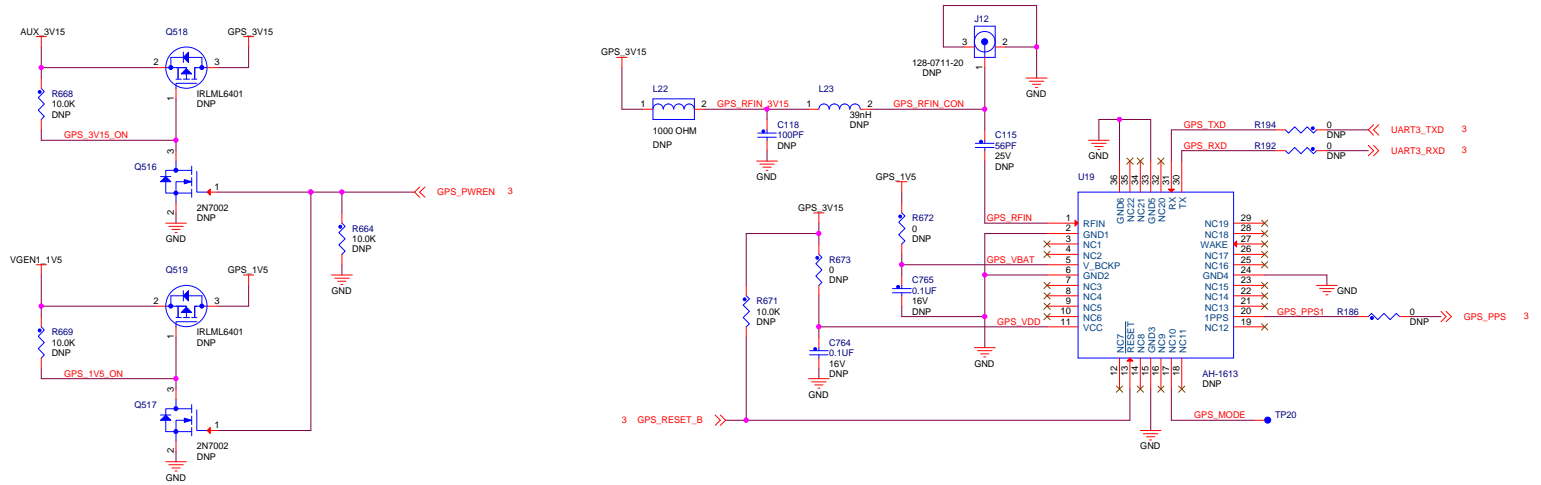 AUX_3V15
Q518
GPS_3V15
2
3
1
IRLML6401
DNP
R668
10.0K
DNP
GPS_3V15_ON
Q516
3
1
2
2N7002
DNP
GND
GPS_PWREN 3
R664
10.0K
DNP
GND
VGEN1_1V5
Q519
GPS_1V5
2
3
1
IRLML6401
DNP
R669
10.0K
DNP
GPS_1V5_ON
Q517
3
1
2
2N7002
DNP
GND
GPS_3V15
L22
1
2
1000 OHM
DNP
GPS_RFIN_3V15
C118
100PF
DNP
GND
L23
1
2
39nH
DNP
GPS_RFIN_CON
J12
3
2
1
128-0711-20
DNP
GND
C115
56PF
25V
DNP
GPS_1V5
R672
0
DNP
GPS_VBAT
C765
0.1UF
16V
DNP
GPS_3V15
R673
0
DNP
R671
10.0K
DNP
GPS_VDD
C764
0.1UF
16V
DNP
GND
GND
GPS_RFIN
GND
GPS_TXD
R194
0
DNP
UART3_TXD 3
GPS_RXD
R192
0
DNP
UART3_RXD 3
U19
36 GND6
35 NC22
34 NC21
33 GND5
32 NC20
31 RX
30 TX
1 RFIN
2 GND1
3 NC1
4 NC2
5 V_BCKP
6 GND2
7 NC3
8 NC4
9 NC5
10 NC6
11 VCC
NC19 29
NC18 28
WAKE 27
NC17 26
NC16 25
GND4 24
NC15 23
NC14 22
NC13 21
1PPS 20
NC12 19
12 NC7
13 RESET
14 NC8
15 GND3
16 NC9
17 NC10
18 NC11
AH-1613
DNP
GND
GPS_PPS1
R186
0
DNP
GPS_PPS 3
3 GPS_RESET_B
GPS_MODE
TP20
GND